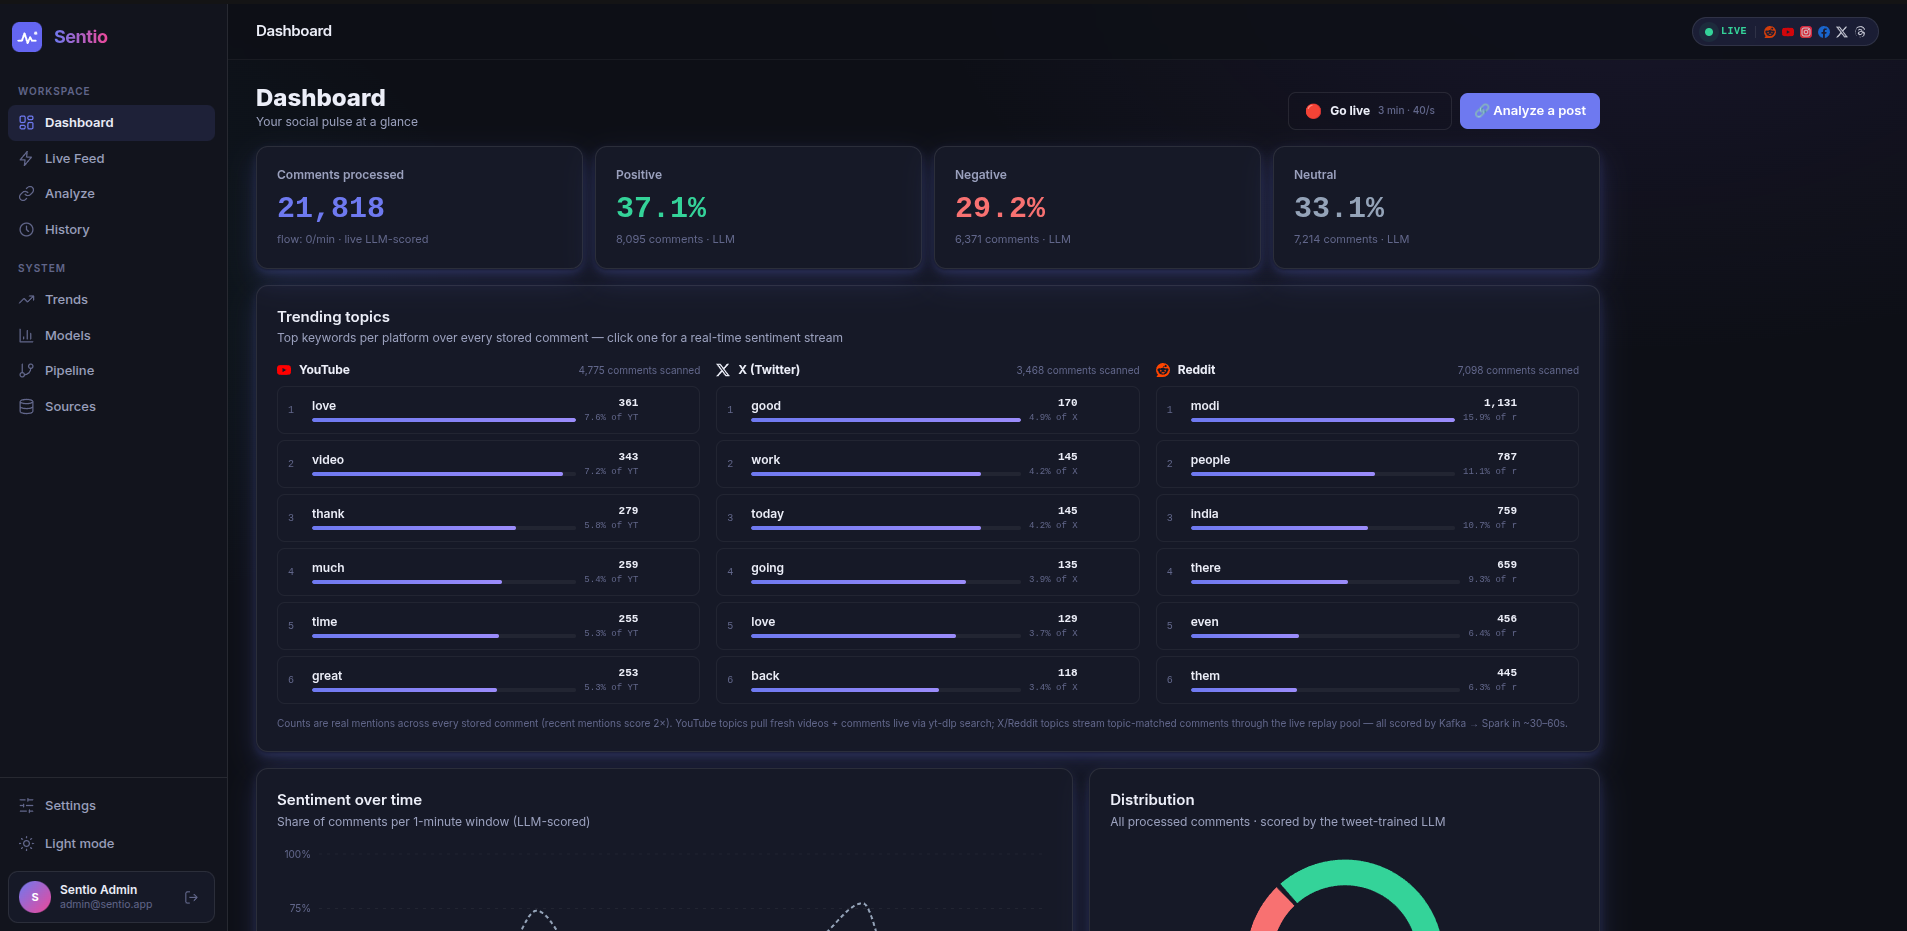 Sentio
Dashboard
LIVE
WORKSPACE
Dashboard
Live Feed
Analyze
History
SYSTEM
Trends
Models
Pipeline
Sources
Settings
Light mode
S
Sentio Admin
admin@sentio.app
Dashboard
Your social pulse at a glance
Go live 3 min · 40/s
Analyze a post
Comments processed
21,818
flow: 0/min · live LLM-scored
Positive
37.1%
8,095 comments · LLM
Negative
29.2%
6,371 comments · LLM
Neutral
33.1%
7,214 comments · LLM
Trending topics
Top keywords per platform over every stored comment — click one for a real-time sentiment stream
YouTube 4,775 comments scanned
1 love 361
7.6% of YT
2 video 343
7.2% of YT
3 thank 279
5.8% of YT
4 much 259
5.4% of YT
5 time 255
5.3% of YT
6 great 253
5.3% of YT
X (Twitter) 3,468 comments scanned
1 good 170
4.9% of X
2 work 145
4.2% of X
3 today 145
4.2% of X
4 going 135
3.9% of X
5 love 129
3.7% of X
6 back 118
3.4% of X
Reddit 7,098 comments scanned
1 modi 1,131
15.9% of r
2 people 787
11.1% of r
3 india 759
10.7% of r
4 there 659
9.3% of r
5 even 456
6.4% of r
6 them 445
6.3% of r
Counts are real mentions across every stored comment (recent mentions score 2×). YouTube topics pull fresh videos + comments live via yt-dlp search; X/Reddit topics stream topic-matched comments through the live replay pool — all scored by Kafka → Spark in ~30–60s.
Sentiment over time
Share of comments per 1-minute window (LLM-scored)
100%
75%
Distribution
All processed comments · scored by the tweet-trained LLM